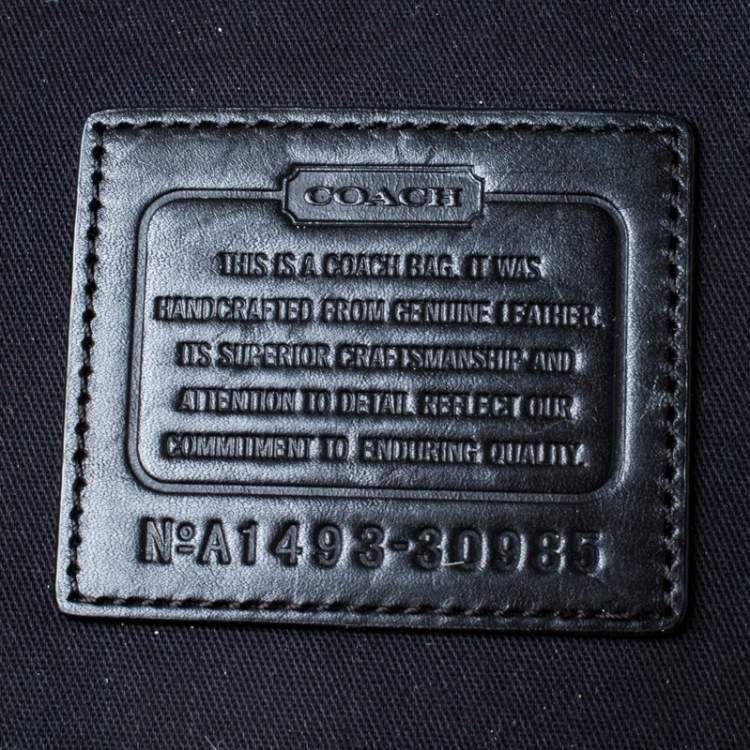 COACH
THIS IS A COACH BAG. IT WAS
HANDCRAFTED FROM GENUINE LEATHER.
ITS SUPERIOR CRAFTSMANSHIP AND
ATTENTION TO DETAIL REFLECT OUR
COMMITMENT TO ENDURING QUALITY.
NºA1493-30985